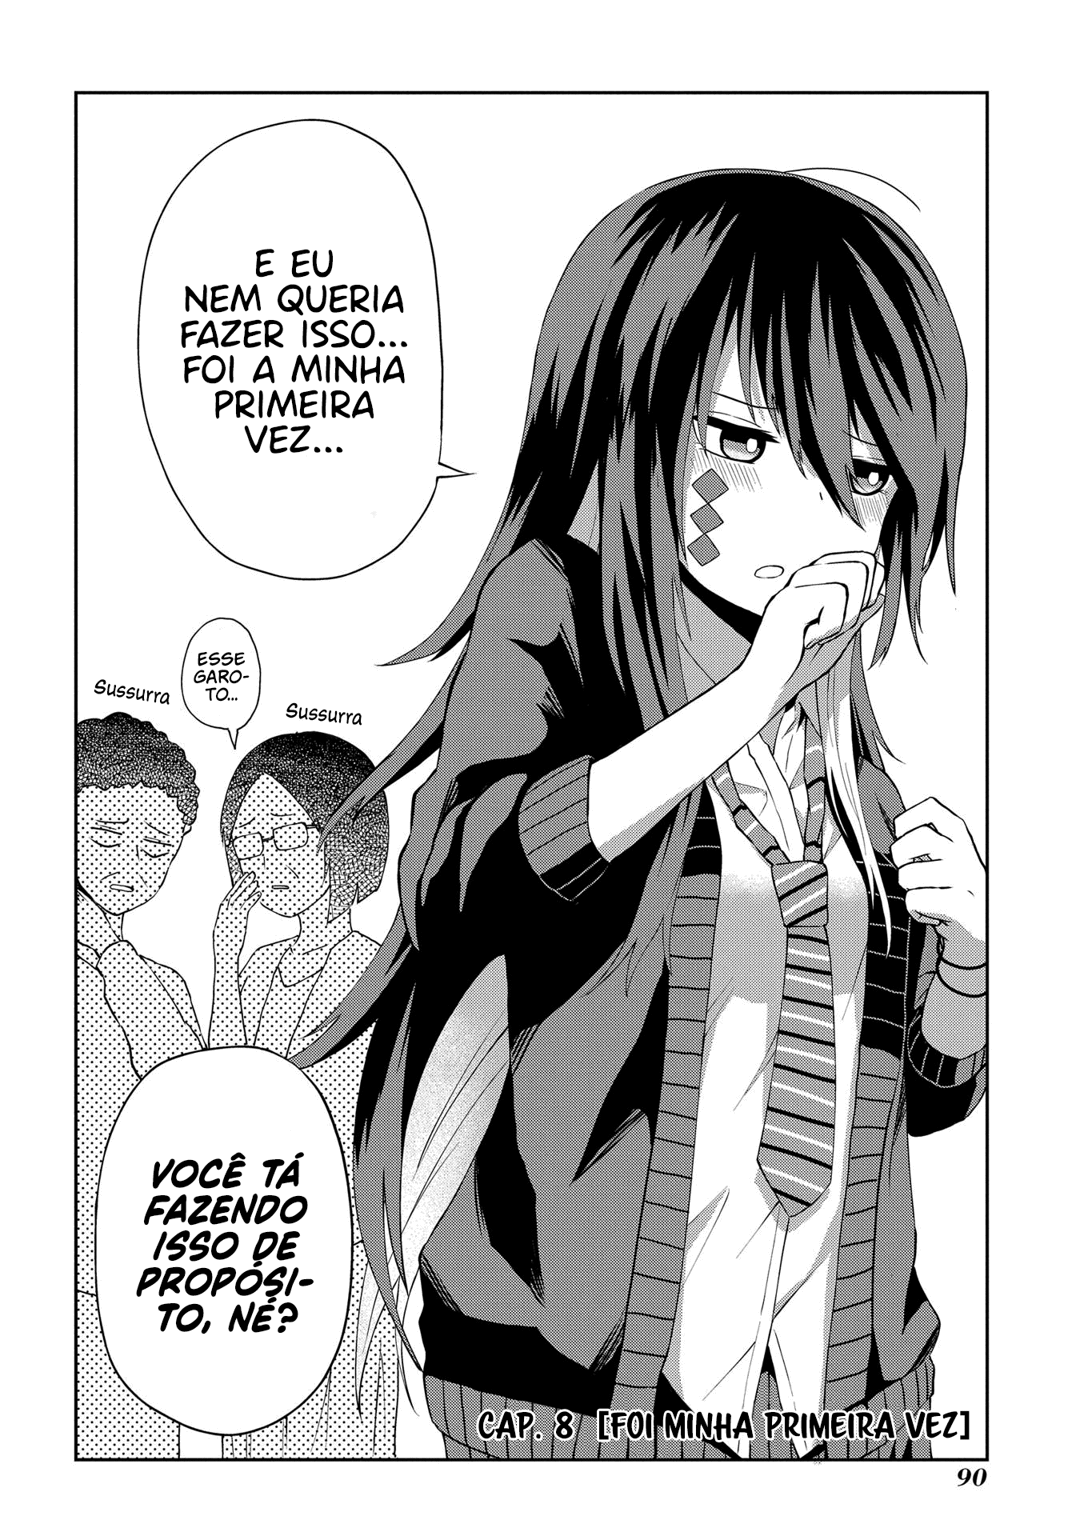 E EU
NEM QUERIA
FAZER ISSO...
FOI A MINHA
PRIMEIRA
VEZ...
ESSE
GARO-
TO...
Sussurra
Sussurra
VOCÊ TÁ
FAZENDO
ISSO DE
PROPÓSI-
TO, NÉ?
CAP. 8 [FOI MINHA PRIMEIRA VEZ]
90